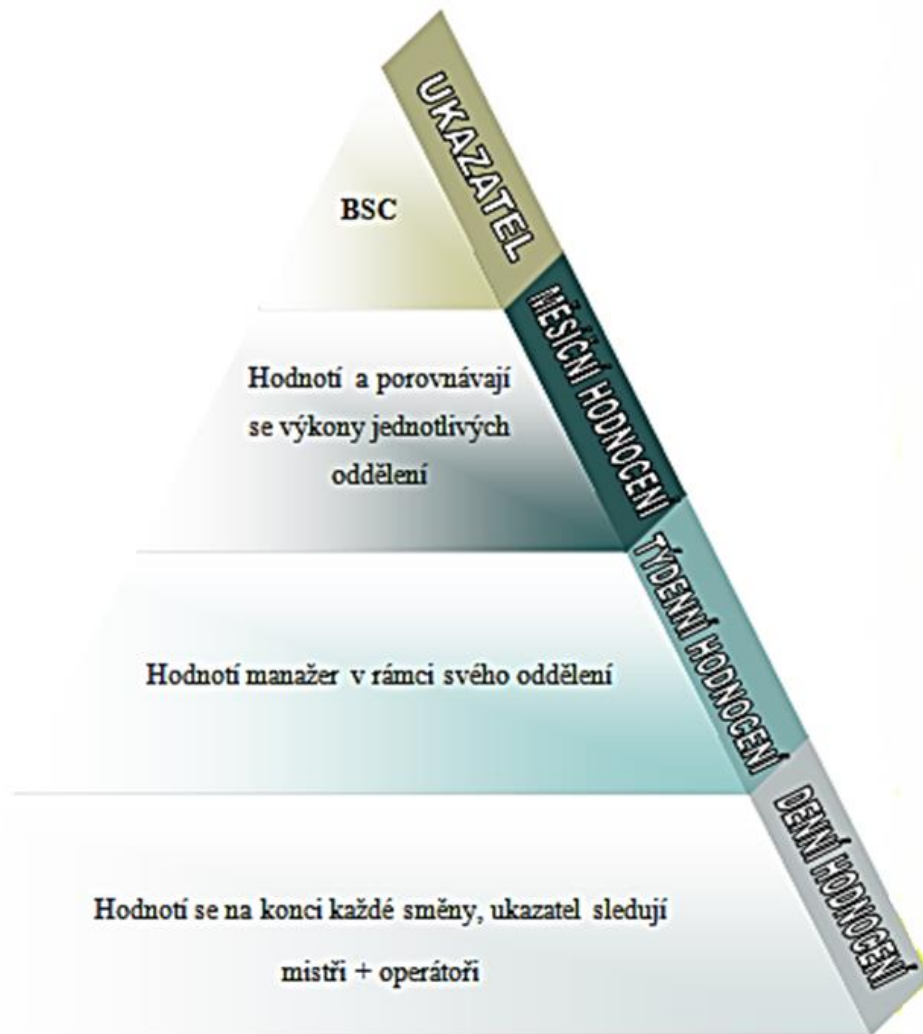 UKAZATEL
BSC
MĚSÍČNÍ HODNOCENÍ
Hodnotí a porovnávají
se výkony jednotlivých
oddělení
TÝDENNÍ HODNOCENÍ
Hodnotí manažer v rámci svého oddělení
DENNÍ HODNOCENÍ
Hodnotí se na konci každé směny, ukazatel sledují
mistři + operátoři